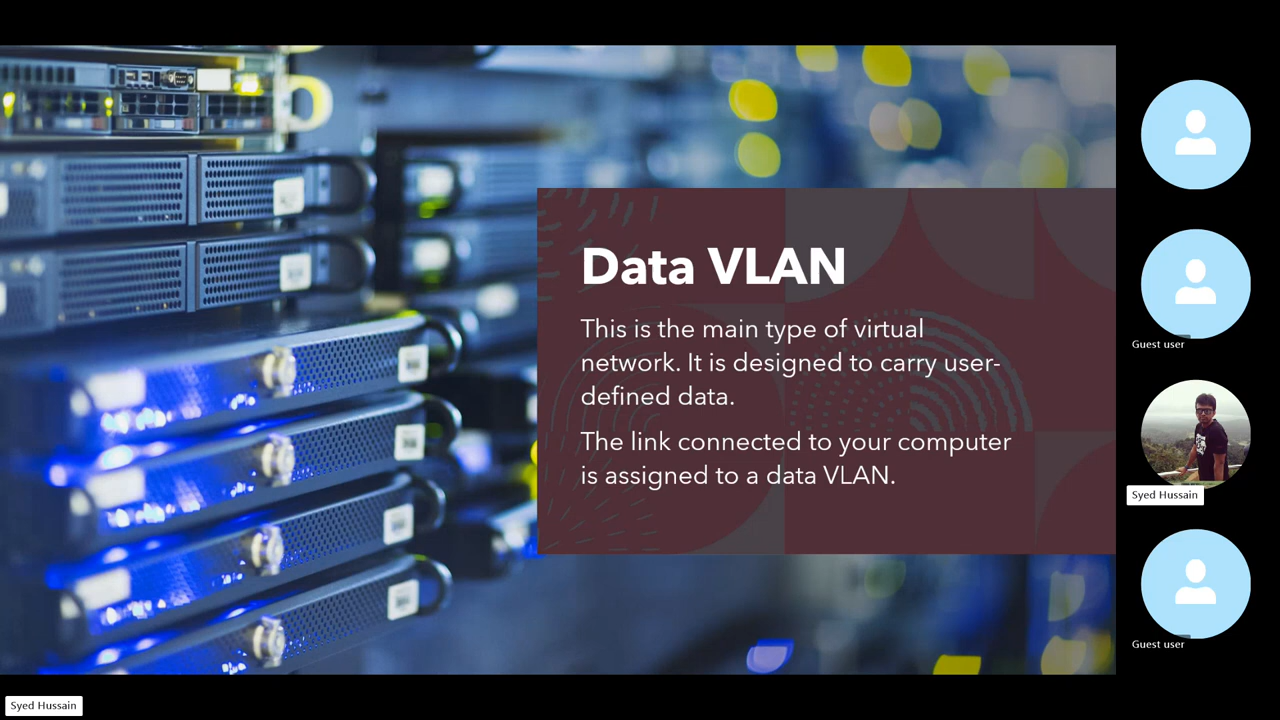 Data VLAN
This is the main type of virtual
network. It is designed to carry user-
defined data.
The link connected to your computer
is assigned to a data VLAN.
Guest user
Syed Hussain
Guest user
Syed Hussain